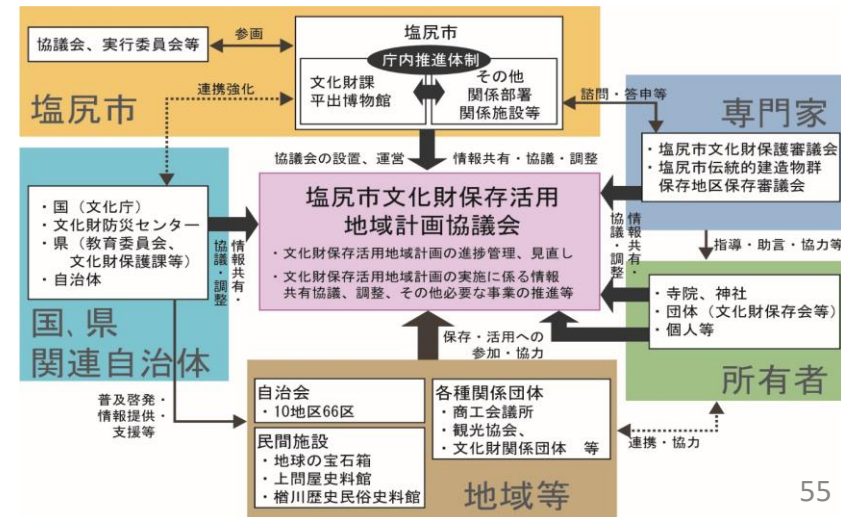 協議会、実行委員会等
参画
塩尻市
庁内推進体制
文化財課
平出博物館
その他
関係部署
関係施設等
連携強化
塩尻市
諮問・答申等
専門家
・塩尻市文化財保護審議会
・塩尻市伝統的建造物群
保存地区保存審議会
協議会の設置、運営
情報共有・協議・調整
・国（文化庁）
・文化財防災センター
・県（教育委員会、
文化財保護課等）
・自治体
情報共有・
協議・調整
国、県
関連自治体
塩尻市文化財保存活用
地域計画協議会
・文化財保存活用地域計画の進捗管理、見直し
・文化財保存活用地域計画の実施に係る情報
共有協議、調整、その他必要な事業の推進等
情報共有・
協議・調整
指導・助言・協力等
・寺院、神社
・団体（文化財保存会等）
・個人等
所有者
保存・活用への
参加・協力
普及啓発・
情報提供・
支援等
自治会
・10地区66区
民間施設
・地球の宝石箱
・上問屋史料館
・楢川歴史民俗史料館
各種関係団体
・商工会議所
・観光協会、
・文化財関係団体 等
地域等
連携・協力
55